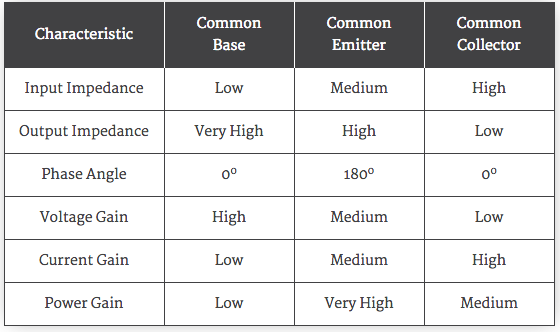 Characteristic Common Base Common Emitter Common Collector
Input Impedance Low Medium High
Output Impedance Very High High Low
Phase Angle 0º 180º 0º
Voltage Gain High Medium Low
Current Gain Low Medium High
Power Gain Low Very High Medium